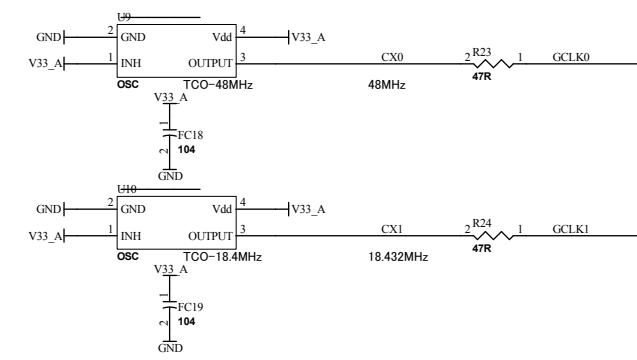 U9
GND 2 GND Vdd 4 V33_A
V33_A 1 INH OUTPUT 3 CX0 2 R23 1 GCLK0
OSC TCO-48MHz 48MHz 47R
V33_A
1
FC18
2 104
GND
U10
GND 2 GND Vdd 4 V33_A
V33_A 1 INH OUTPUT 3 CX1 2 R24 1 GCLK1
OSC TCO-18.4MHz 18.432MHz 47R
V33_A
1
FC19
2 104
GND